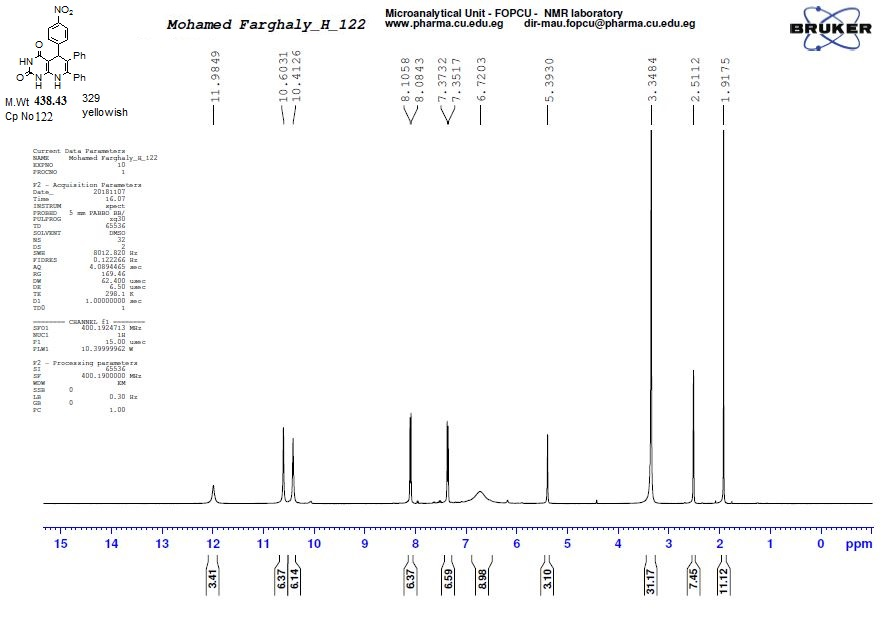 NO2
O
Ph
HN
O
N
H
N
H
Ph
M.Wt 438.43 329
Cp No 122 yellowish
Mohamed Farghaly_H_122
Microanalytical Unit - FOPCU - NMR laboratory
www.pharma.cu.edu.eg dir-mau.fopcu@pharma.cu.edu.eg
BRUKER
11.9849
10.6031
10.4126
8.1058
8.0843
7.3732
7.3517
6.7203
5.3930
3.3484
2.5112
1.9175
Current Data Parameters
NAME Mohamed Farghaly_H_122
EXPNO 10
PROCNO 1
F2 - Acquisition Parameters
Date_ 20181107
Time 16.07
INSTRUM spect
PROBHD 5 mm PABBO BB/
PULPROG zg30
TD 65536
SOLVENT DMSO
NS 32
DS 2
SWH 8012.820 Hz
FIDRES 0.122266 Hz
AQ 4.0894465 sec
RG 169.46
DW 62.400 usec
DE 6.50 usec
TE 298.1 K
D1 1.00000000 sec
TD0 1
======== CHANNEL f1 ========
SFO1 400.1924713 MHz
NUC1 1H
P1 15.00 usec
PLW1 10.39999962 W
F2 - Processing parameters
SI 65536
SF 400.1900000 MHz
WDW EM
SSB 0
LB 0.30 Hz
GB 0
PC 1.00
15 14 13 12 11 10 9 8 7 6 5 4 3 2 1 0 ppm
3.41
6.37
6.14
6.37
6.59
8.98
3.10
31.17
7.45
11.12